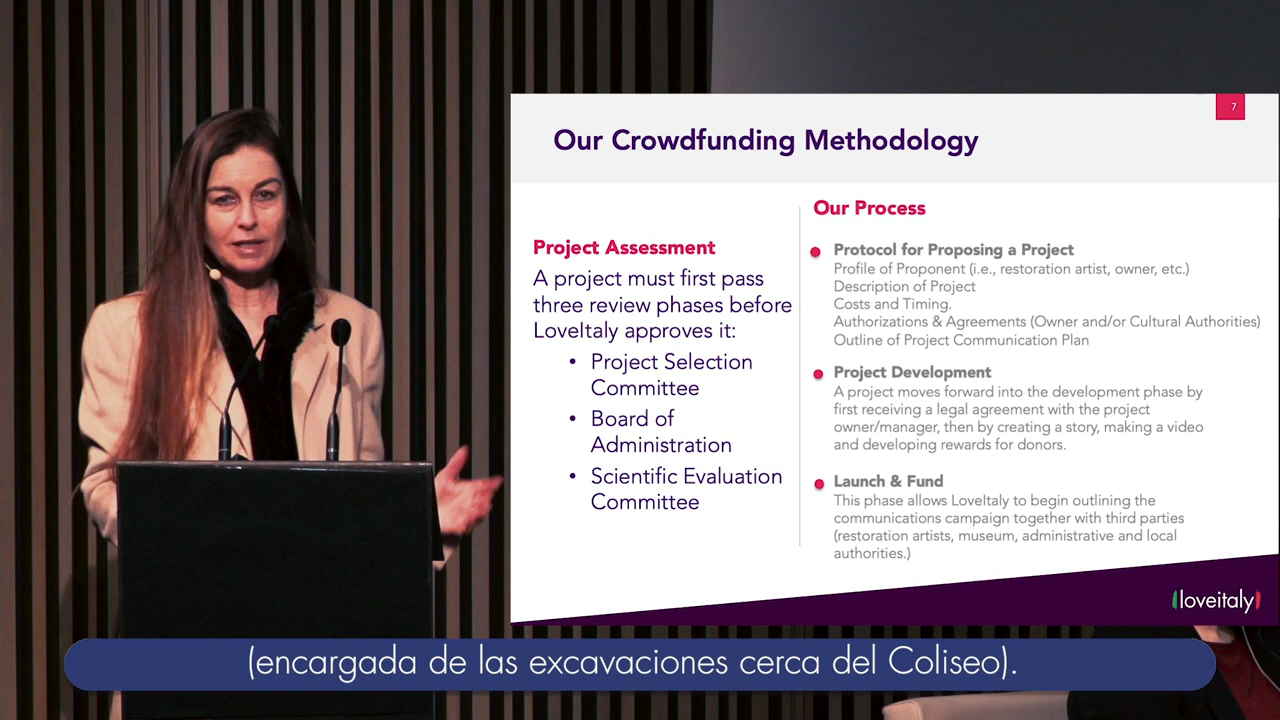 7
Our Crowdfunding Methodology
Project Assessment
A project must first pass
three review phases before
LoveItaly approves it:
• Project Selection
Committee
• Board of
Administration
• Scientific Evaluation
Committee
Our Process
Protocol for Proposing a Project
Profile of Proponent (i.e., restoration artist, owner, etc.)
Description of Project
Costs and Timing.
Authorizations & Agreements (Owner and/or Cultural Authorities)
Outline of Project Communication Plan
Project Development
A project moves forward into the development phase by
first receiving a legal agreement with the project
owner/manager, then by creating a story, making a video
and developing rewards for donors.
Launch & Fund
This phase allows LoveItaly to begin outlining the
communications campaign together with third parties
(restoration artists, museum, administrative and local
authorities.)
loveitaly
(encargada de las excavaciones cerca del Coliseo).